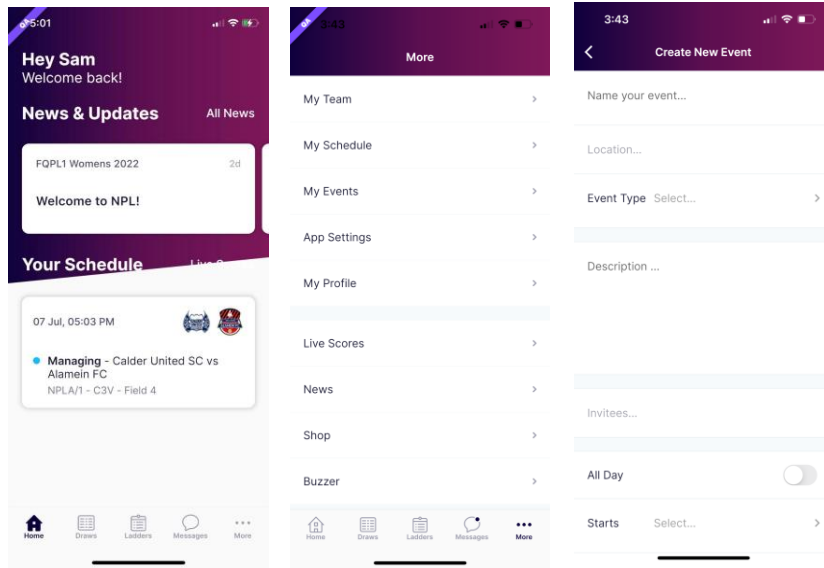 5:01
Hey Sam
Welcome back!
News & Updates
All News
FQPL1 Womens 2022
2d
Welcome to NPL!
Your Schedule
07 Jul, 05:03 PM
Managing - Calder United SC vs
Alamein FC
NPLA/1 - C3V - Field 4
Home
Draws
Ladders
Messages
More
3:43
More
My Team
My Schedule
My Events
App Settings
My Profile
Live Scores
News
Shop
Buzzer
Home
Draws
Ladders
Messages
More
3:43
Create New Event
Name your event...
Location...
Event Type Select...
Description ...
Invitees...
All Day
Starts Select...